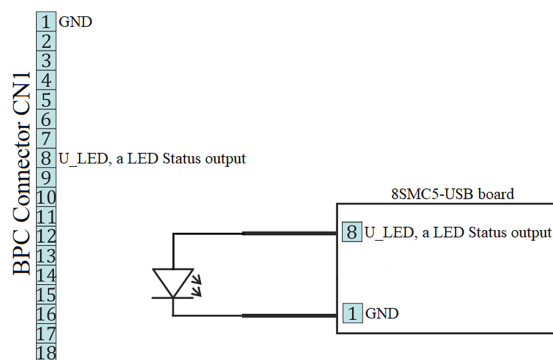 BPC Connector CN1
1 GND
2
3
4
5
6
7
8 U_LED, a LED Status output
9
10
11
12
13
14
15
16
17
18
8SMC5-USB board
8 U_LED, a LED Status output
1 GND